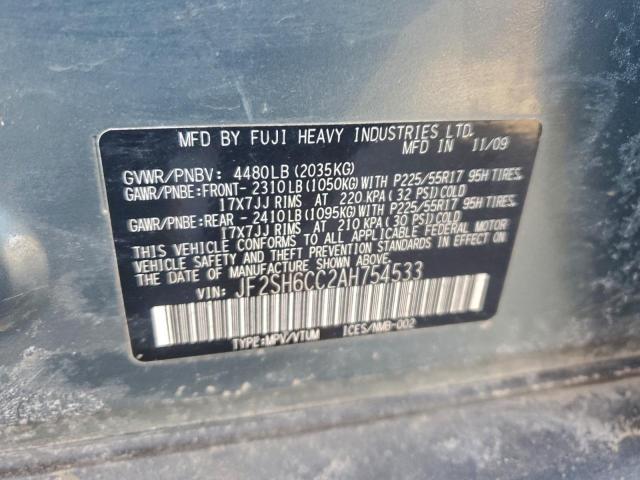 MFD BY FUJI HEAVY INDUSTRIES LTD.
MFD IN 11/09
GVWR/PNBV: 4480LB(2035KG)
GAWR/PNBE:FRONT- 2310LB(1050KG)WITH P225/55R17 95H TIRES,
17x7JJ RIMS AT 220 KPA(32 PSI)COLD
GAWR/PNBE:REAR - 2410LB(1095KG)WITH P225/55R17 95H TIRES,
17x7JJ RIMS AT 210 KPA(30 PSI)COLD
THIS VEHICLE CONFORMS TO ALL APPLICABLE FEDERAL MOTOR
VEHICLE SAFETY AND THEFT PREVENTION STANDARDS IN EFFECT ON
THE DATE OF MANUFACTURE SHOWN ABOVE.
VIN: JF2SH6CC2AH754533
TYPE:MPV/VTUM ICES/NMB-002